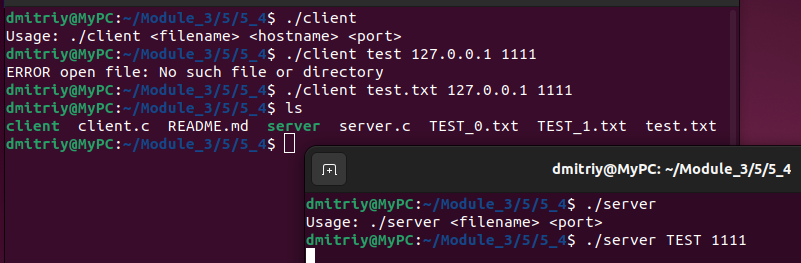 dmitriy@MyPC:~/Module_3/5/5_4$ ./client
Usage: ./client <filename> <hostname> <port>
dmitriy@MyPC:~/Module_3/5/5_4$ ./client test 127.0.0.1 1111
ERROR open file: No such file or directory
dmitriy@MyPC:~/Module_3/5/5_4$ ./client test.txt 127.0.0.1 1111
dmitriy@MyPC:~/Module_3/5/5_4$ ls
client client.c README.md server server.c TEST_0.txt TEST_1.txt test.txt
dmitriy@MyPC:~/Module_3/5/5_4$
dmitriy@MyPC: ~/Module_3/5/5_4
dmitriy@MyPC:~/Module_3/5/5_4$ ./server
Usage: ./server <filename> <port>
dmitriy@MyPC:~/Module_3/5/5_4$ ./server TEST 1111